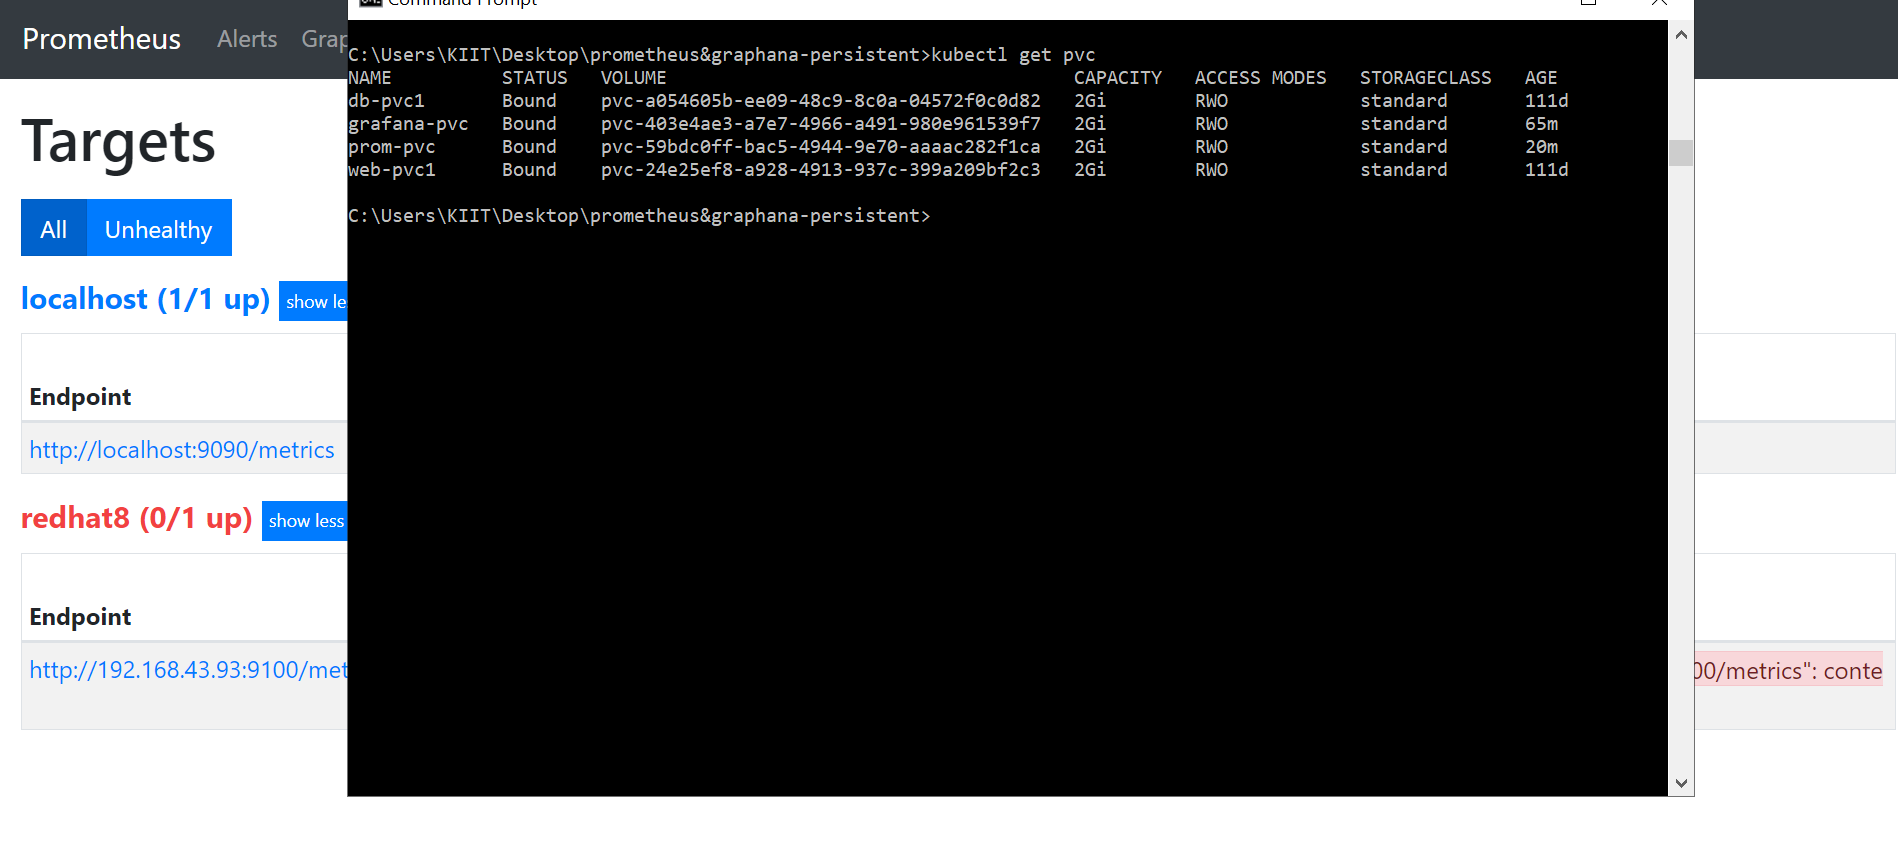 Command Prompt
Prometheus Alerts
C:\Users\KIIT\Desktop\prometheus&graphana-persistent>kubectl get pvc
NAME STATUS VOLUME CAPACITY ACCESS MODES STORAGECLASS AGE
db-pvc1 Bound pvc-a054605b-ee09-48c9-8c0a-04572f0c0d82 2Gi RWO standard 111d
grafana-pvc Bound pvc-403e4ae3-a7e7-4966-a491-980e961539f7 2Gi RWO standard 65m
prom-pvc Bound pvc-59bdc0ff-bac5-4944-9e70-aaaac282f1ca 2Gi RWO standard 20m
web-pvc1 Bound pvc-24e25ef8-a928-4913-937c-399a209bf2c3 2Gi RWO standard 111d
C:\Users\KIIT\Desktop\prometheus&graphana-persistent>
Targets
All Unhealthy
localhost (1/1 up) show le
Endpoint
http://localhost:9090/metrics
redhat8 (0/1 up) show less
Endpoint
http://192.168.43.93:9100/met
00/metrics": conte